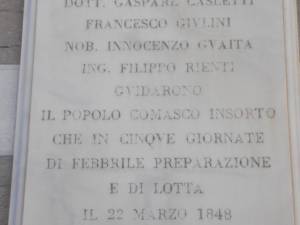 DOTT. GASPARE CASLETTI
FRANCESCO GIVLINI
NOB. INNOCENZO GVAITA
ING. FILIPPO RIENTI
GVIDARONO
IL POPOLO COMASCO INSORTO
CHE IN CINQVE GIORNATE
DI FEBBRILE PREPARAZIONE
E DI LOTTA
IL 22 MARZO 1848